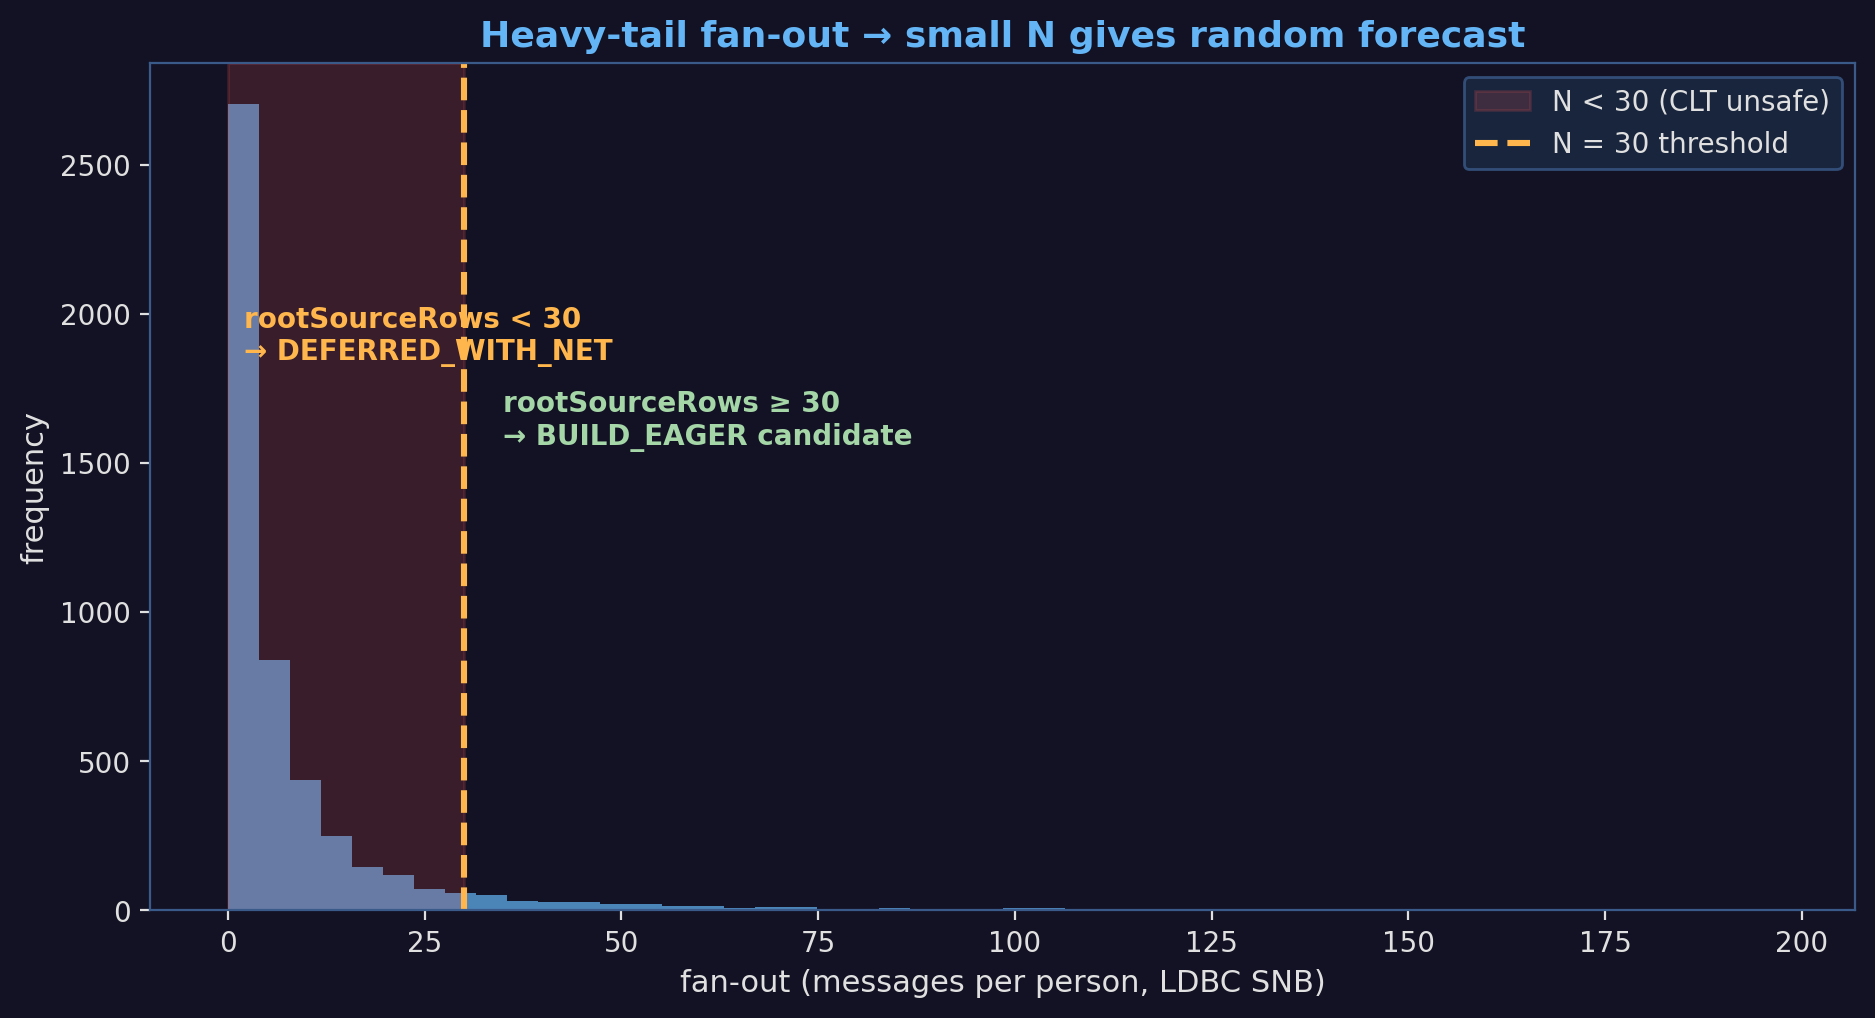 Heavy-tail fan-out → small N gives random forecast
N < 30 (CLT unsafe)
N = 30 threshold
rootSourceRows < 30
→ DEFERRED_WITH_NET
rootSourceRows ≥ 30
→ BUILD_EAGER candidate
frequency
2500
2000
1500
1000
500
0
0 25 50 75 100 125 150 175 200
fan-out (messages per person, LDBC SNB)